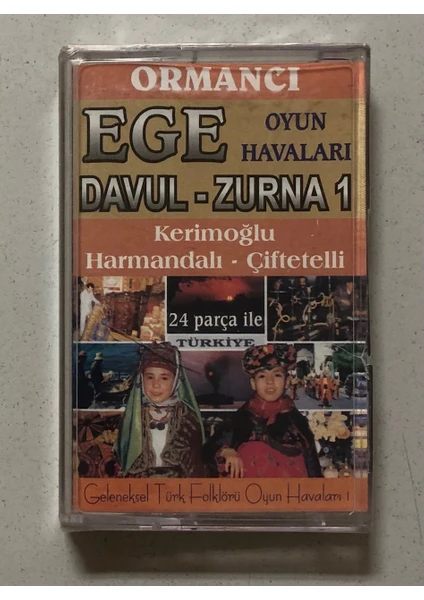 ORMANCI
EGE OYUN HAVALARI
DAVUL - ZURNA 1
Kerimoğlu
Harmandalı - Çiftetelli
24 parça ile
TÜRKİYE
Geleneksel Türk Folklörü Oyun Havaları 1